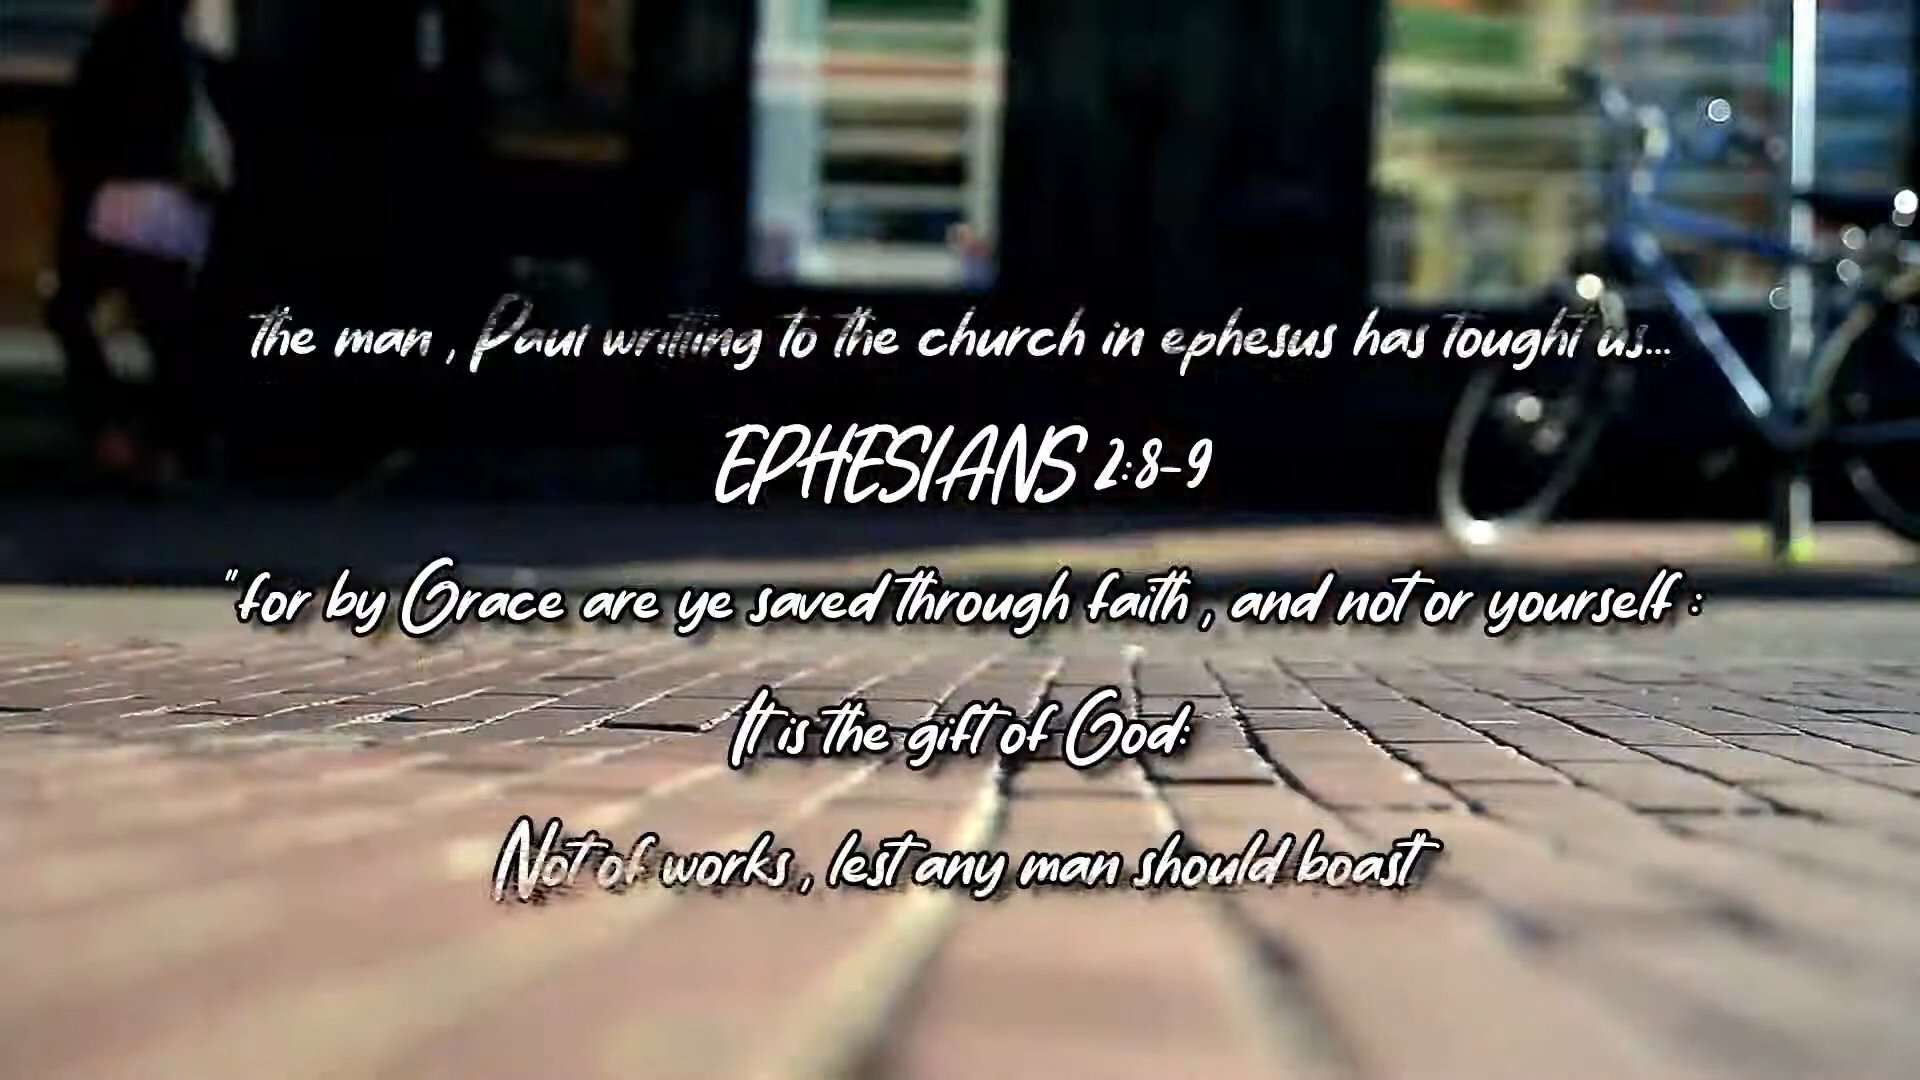 the man , Paul writting to the church in ephesus has tought us...
EPHESIANS 2:8-9
"for by Grace are ye saved through faith , and not or yourself :
It is the gift of God:
Not of works , lest any man should boast